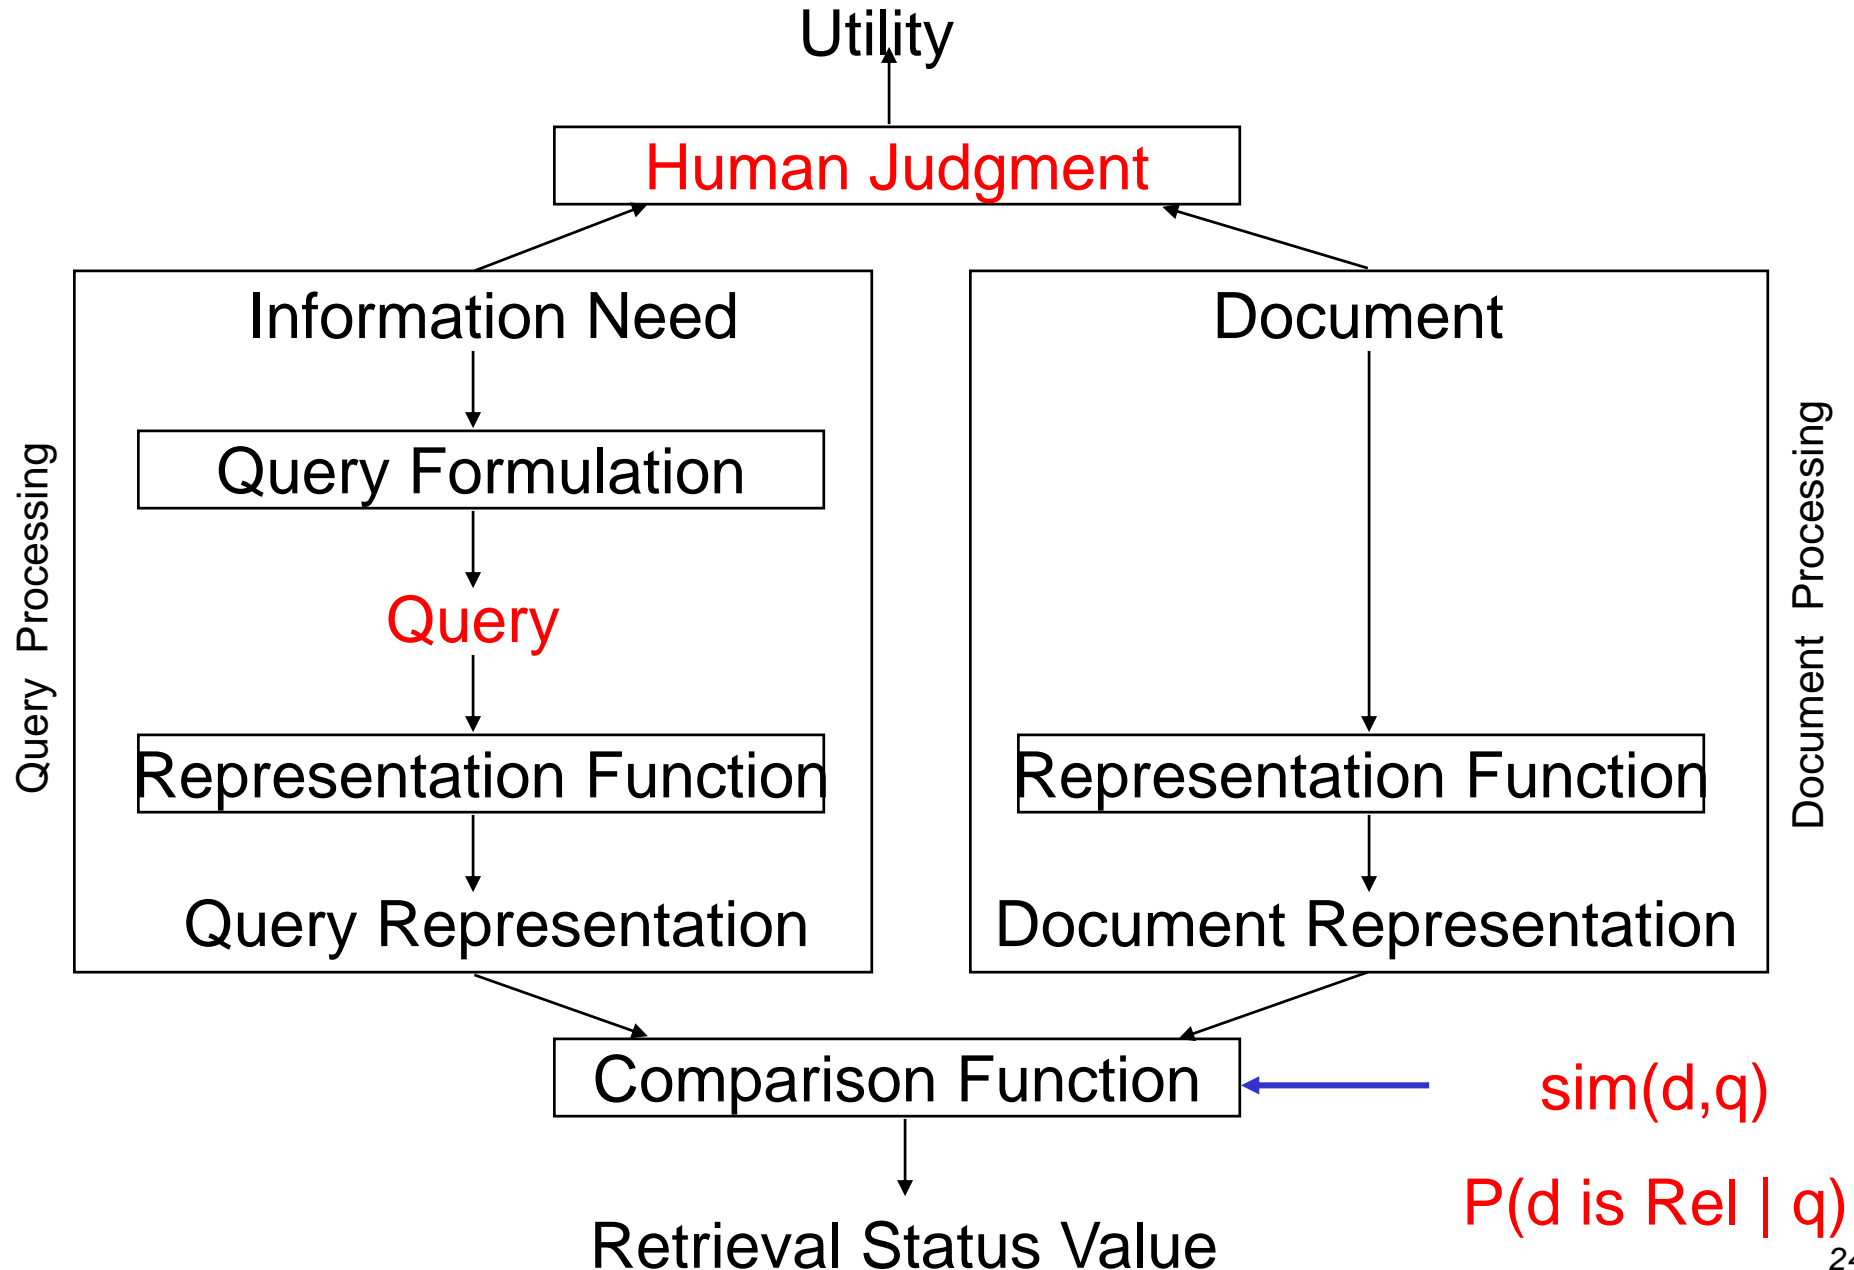 Utility
Human Judgment
Information Need
Document
Query Formulation
Query
Query Processing
Document Processing
Representation Function
Representation Function
Query Representation
Document Representation
Comparison Function
sim(d,q)
P(d is Rel | q)
Retrieval Status Value
24